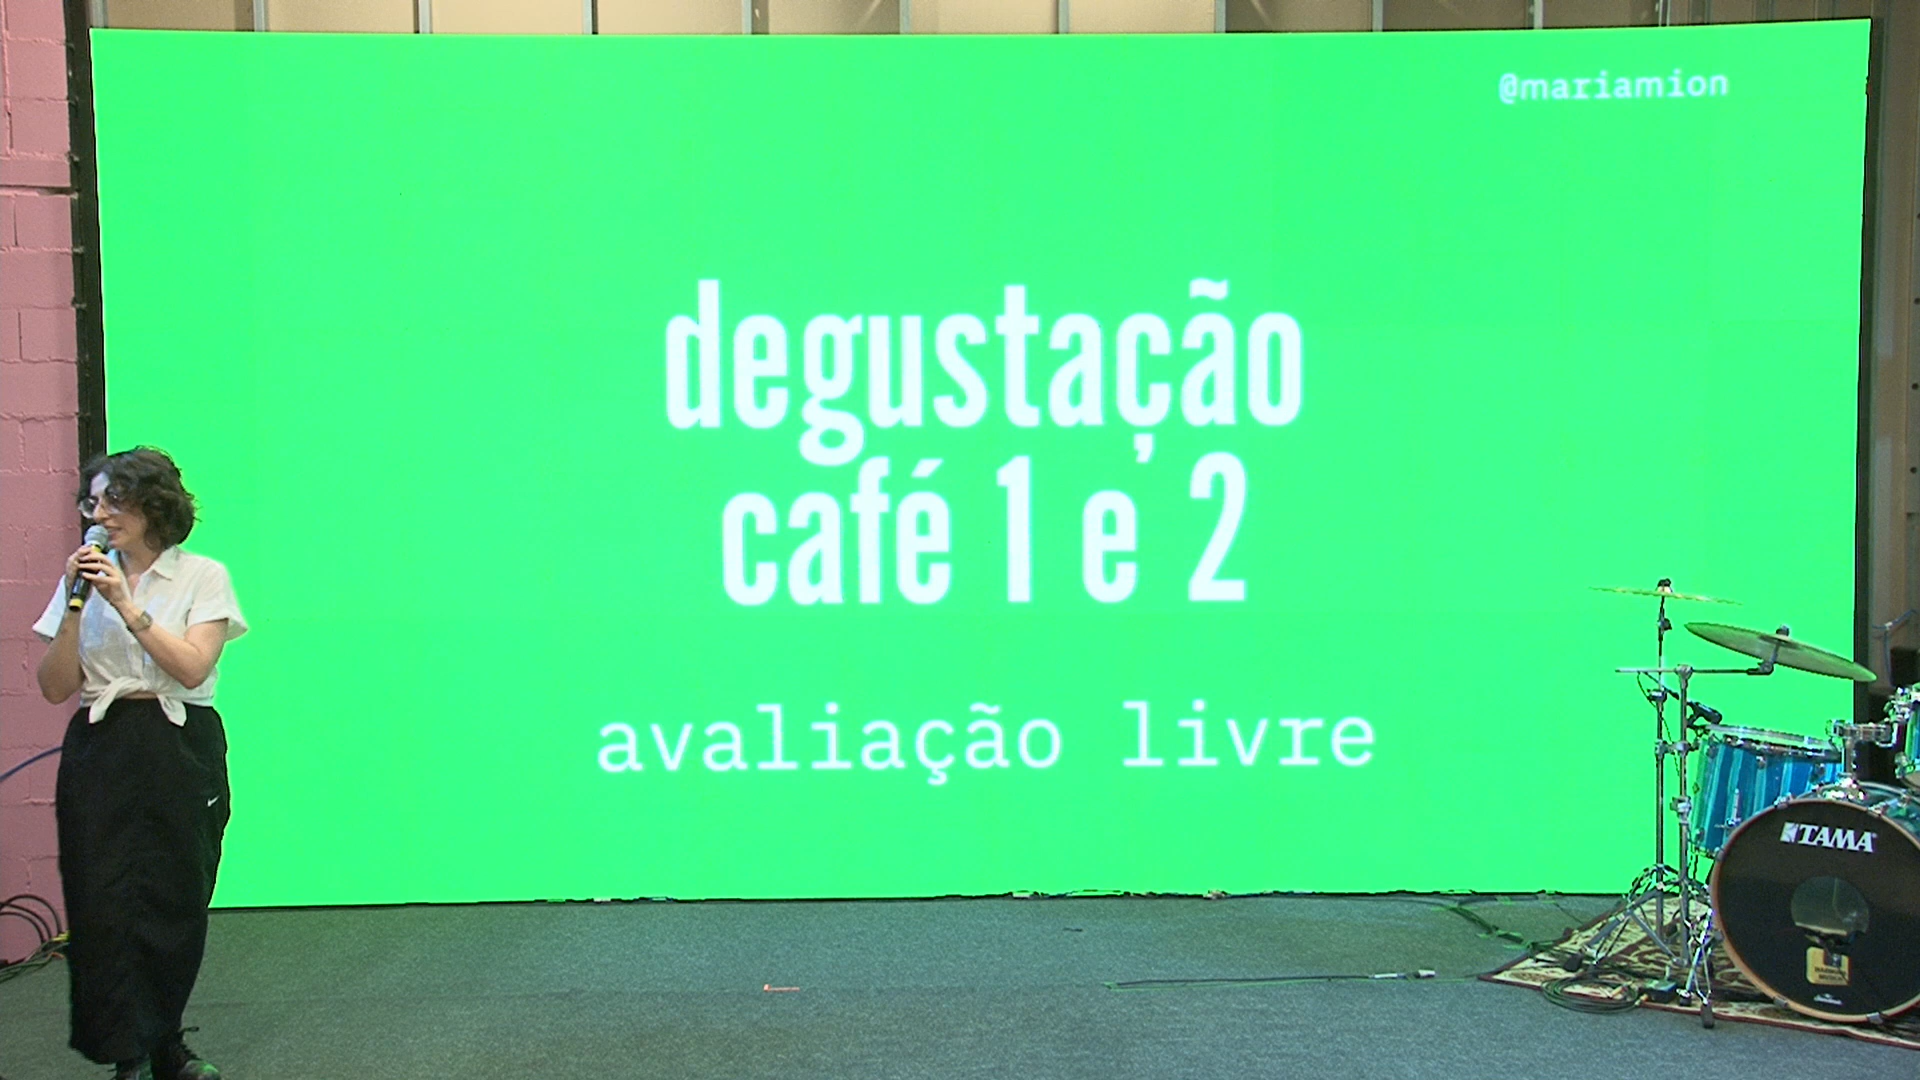 @mariamion
degustação
café 1 e 2
avaliação livre
TAMA